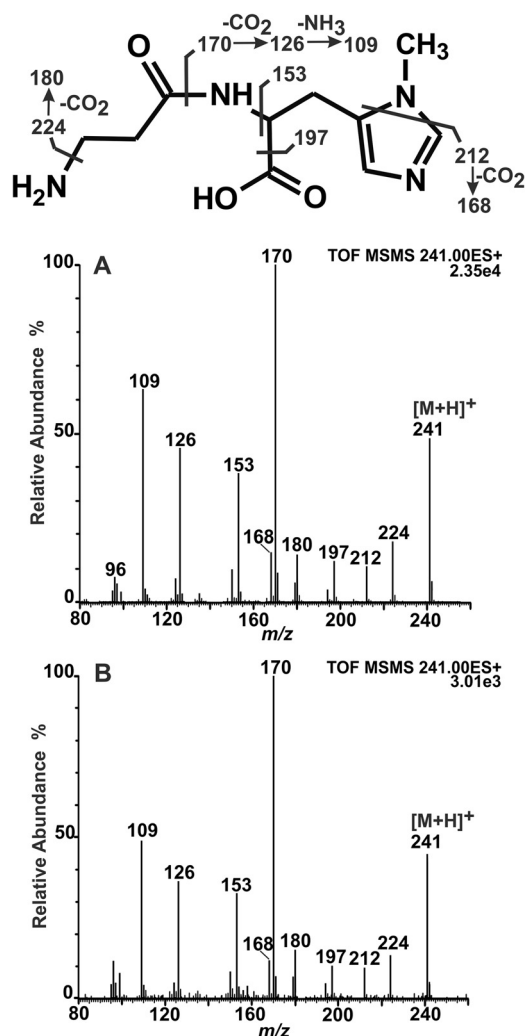 -CO2 -NH3
170 126 109
CH3
O
180
-CO2
224
NH
153
N
197
212
-CO2
168
H2N
HO
O
N
A
TOF MSMS 241.00ES+
2.35e4
Relative Abundance %
100
50
0
170
109
126
153
168
180
197
212
224
[M+H]+
241
96
80 120 160 200 240
m/z
B
TOF MSMS 241.00ES+
3.01e3
Relative Abundance %
100
50
0
170
109
126
153
168
180
197
212
224
[M+H]+
241
80 120 160 200 240
m/z